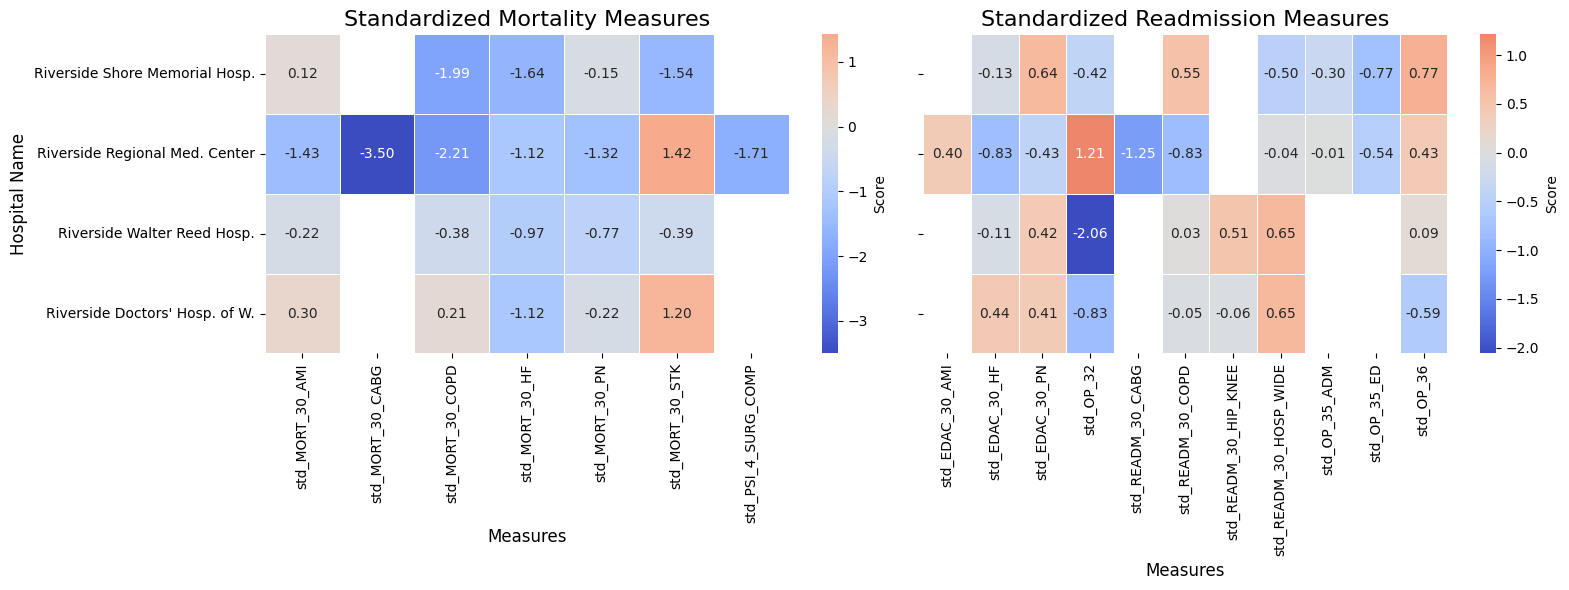 Standardized Mortality Measures
Hospital Name
Riverside Shore Memorial Hosp.
0.12 -1.99 -1.64 -0.15 -1.54
Riverside Regional Med. Center
-1.43 -3.50 -2.21 -1.12 -1.32 1.42 -1.71
Riverside Walter Reed Hosp.
-0.22 -0.38 -0.97 -0.77 -0.39
Riverside Doctors' Hosp. of W.
0.30 0.21 -1.12 -0.22 1.20
std_MORT_30_AMI
std_MORT_30_CABG
std_MORT_30_COPD
std_MORT_30_HF
std_MORT_30_PN
std_MORT_30_STK
std_PSI_4_SURG_COMP
Measures
1
0
−1
−2
−3
Score
Standardized Readmission Measures
-0.13 0.64 -0.42 0.55 -0.50 -0.30 -0.77 0.77
0.40 -0.83 -0.43 1.21 -1.25 -0.83 -0.04 -0.01 -0.54 0.43
-0.11 0.42 -2.06 0.03 0.51 0.65 0.09
0.44 0.41 -0.83 -0.05 -0.06 0.65 -0.59
std_EDAC_30_AMI
std_EDAC_30_HF
std_EDAC_30_PN
std_OP_32
std_READM_30_CABG
std_READM_30_COPD
std_READM_30_HIP_KNEE
std_READM_30_HOSP_WIDE
std_OP_35_ADM
std_OP_35_ED
std_OP_36
Measures
1.0
0.5
0.0
−0.5
−1.0
−1.5
−2.0
Score